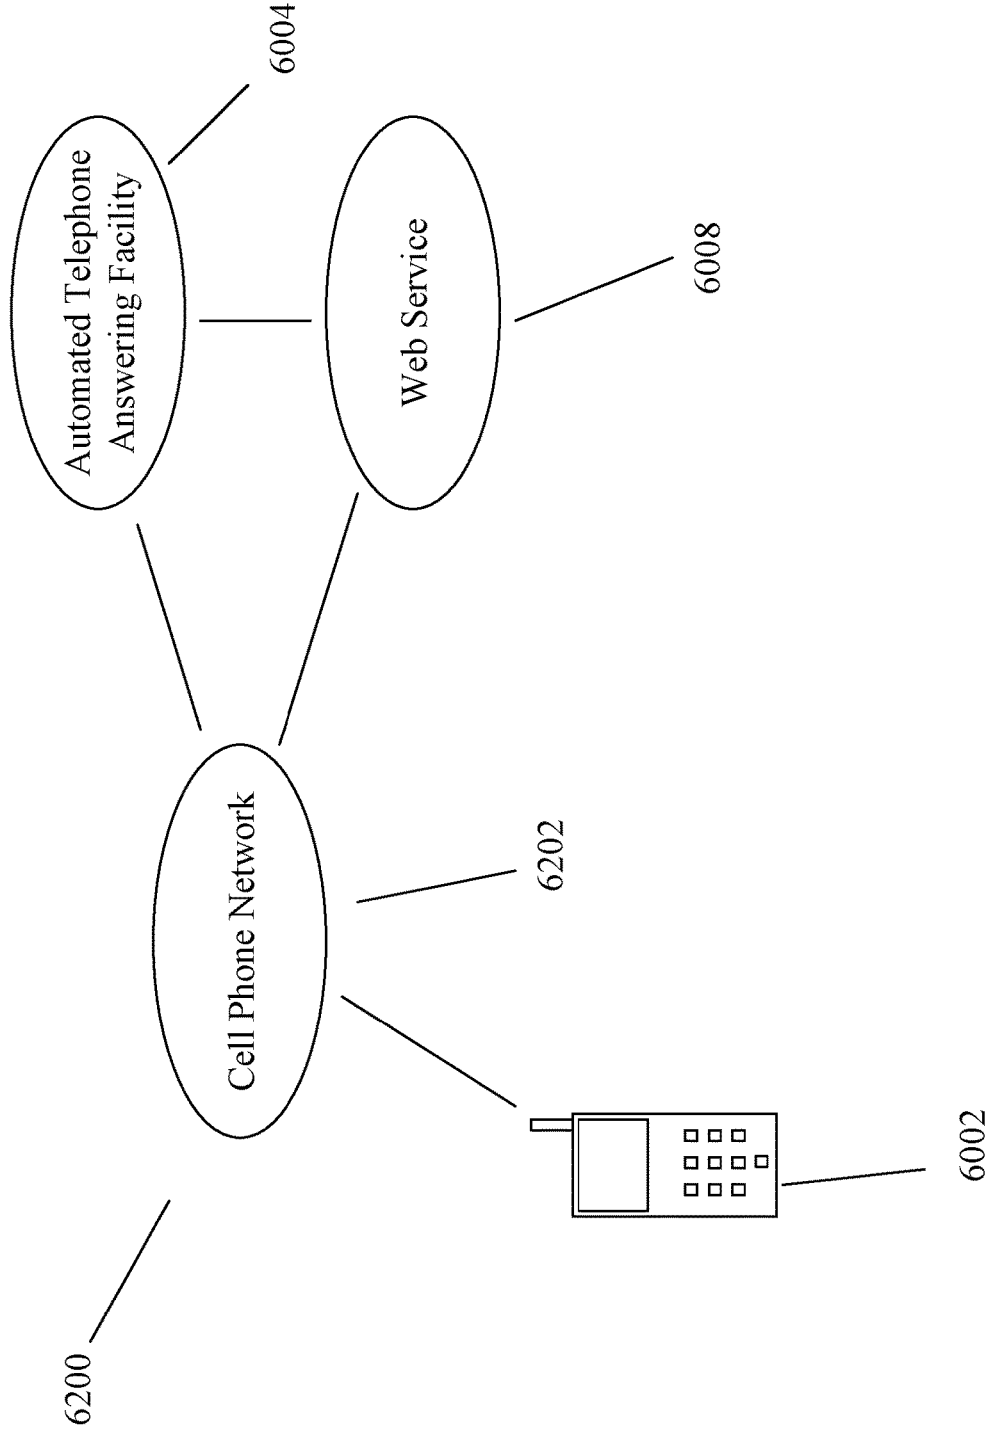 6200
Cell Phone Network
6202
6002
Automated Telephone
Answering Facility
6004
Web Service
6008